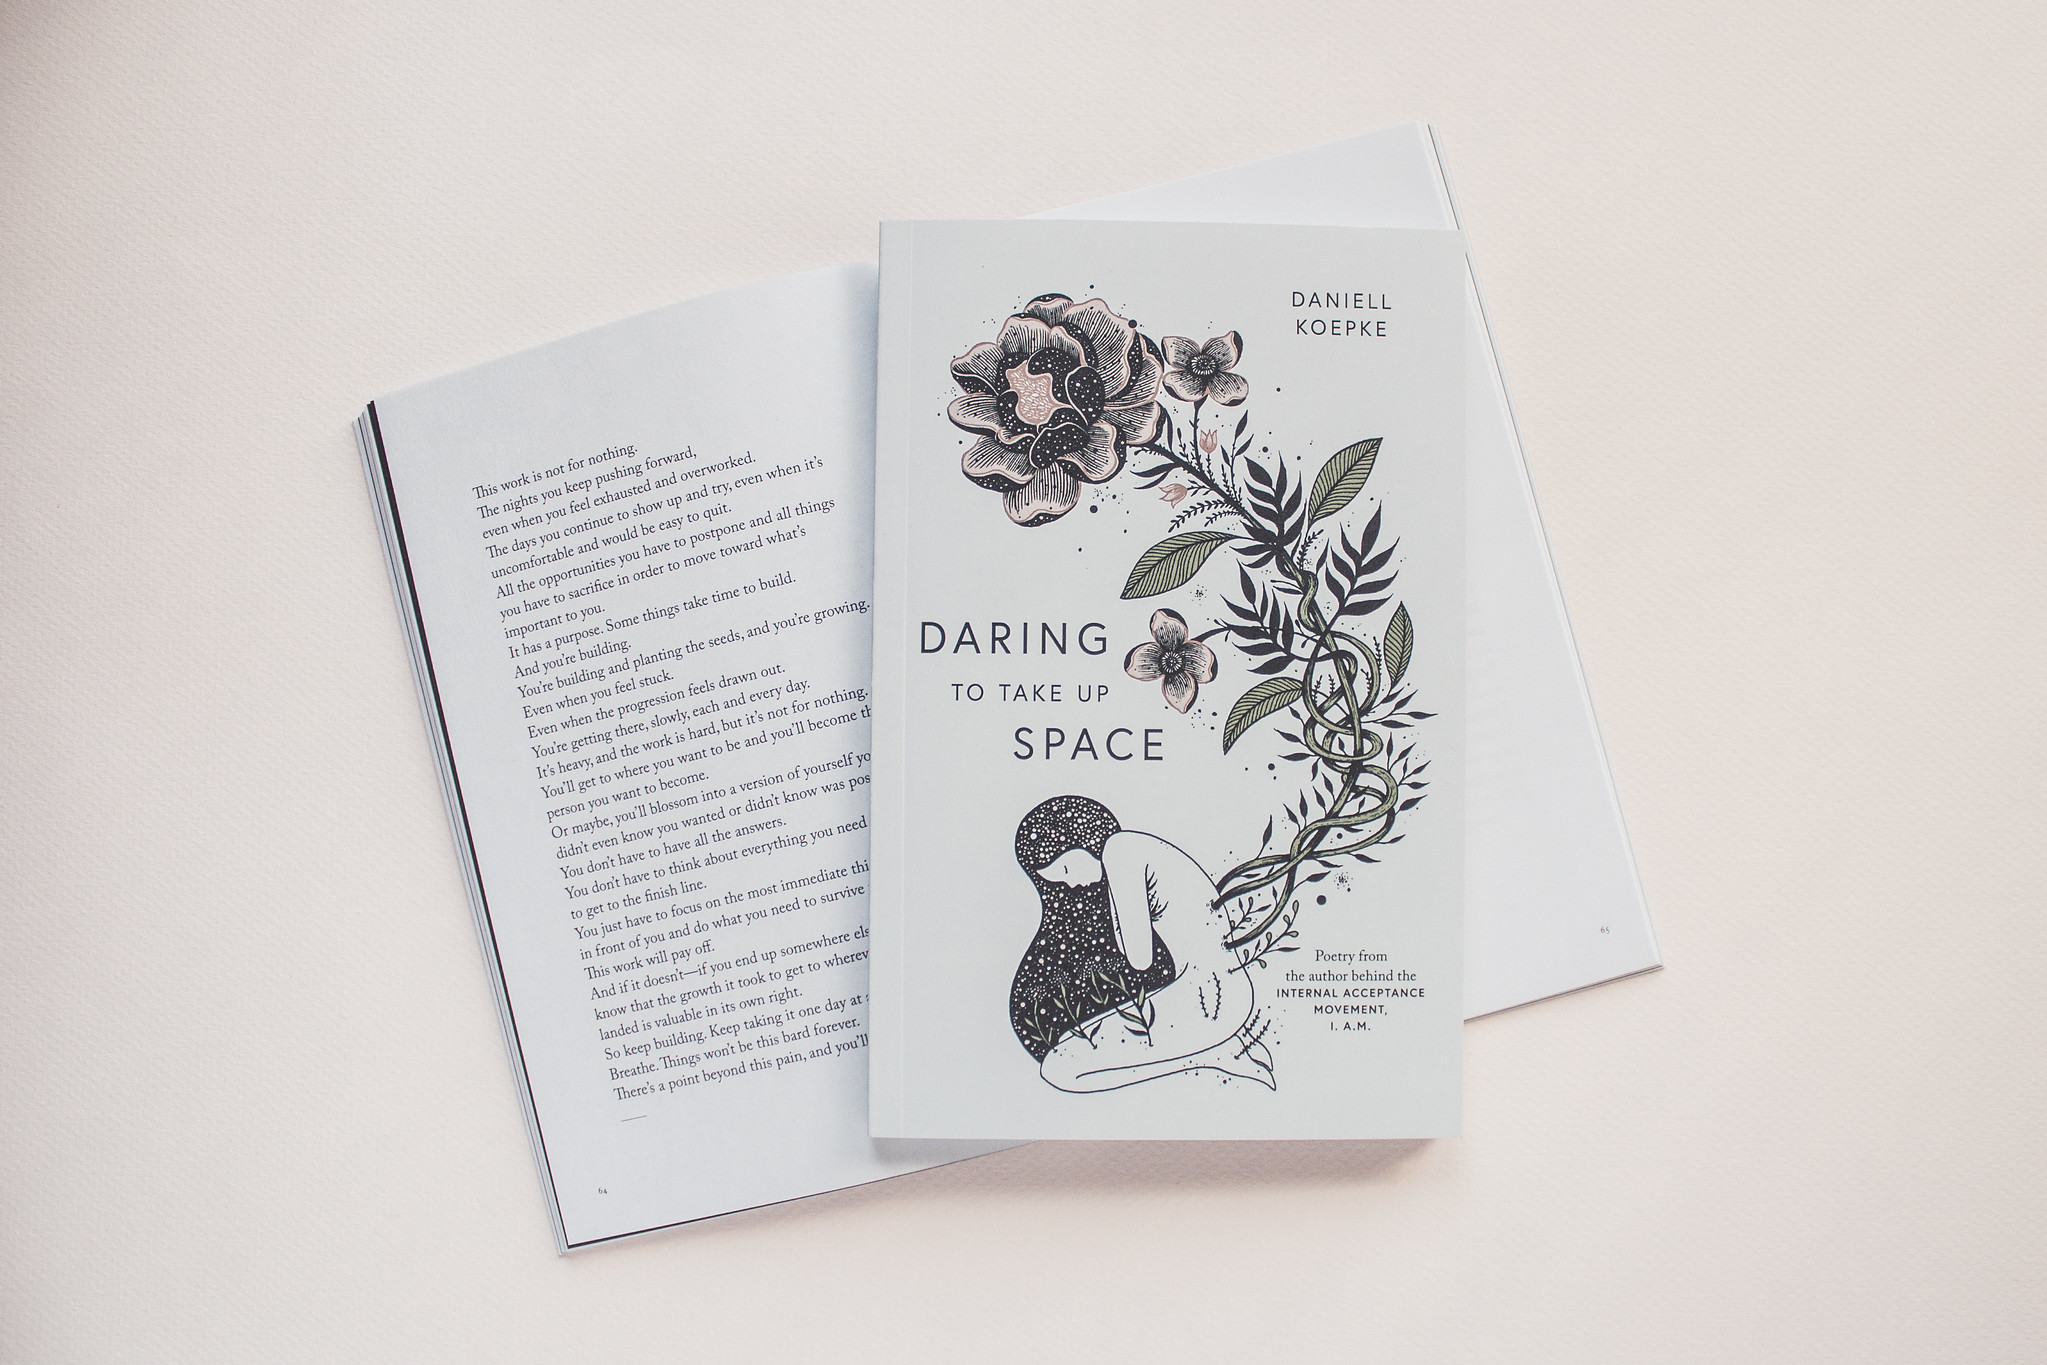 This work is not for nothing.
The nights you keep pushing forward,
even when you feel exhausted and overworked.
The days you continue to show up and try, even when it's
uncomfortable and would be easy to quit.
All the opportunities you have to postpone and all things
you have to sacrifice in order to move toward what's
important to you.
It has a purpose. Some things take time to build.
And you're building.
You're building and planting the seeds, and you're growing.
Even when you feel stuck.
Even when the progression feels drawn out.
You're getting there, slowly, each and every day.
It's heavy, and the work is hard, but it's not for nothing.
You'll get to where you want to be and you'll become
person you want to become.
Or maybe, you'll blossom into a version of yourself
didn't even know you wanted or didn't know was
You don't have to have all the answers.
You don't have to think about everything you need
to get to the finish line.
You just have to focus on the most immediate
in front of you and do what you need to survive
This work will pay off.
And if it doesn't—if you end up somewhere
know that the growth it took to get to
landed is valuable in its own right.
So keep building. Keep taking it one day at
Breathe. Things won't be this bard forever.
There's a point beyond this pain, and you'll
64
DANIELL
KOEPKE
DARING
TO TAKE UP
SPACE
Poetry from
the author behind the
INTERNAL ACCEPTANCE
MOVEMENT,
I. A.M.
65